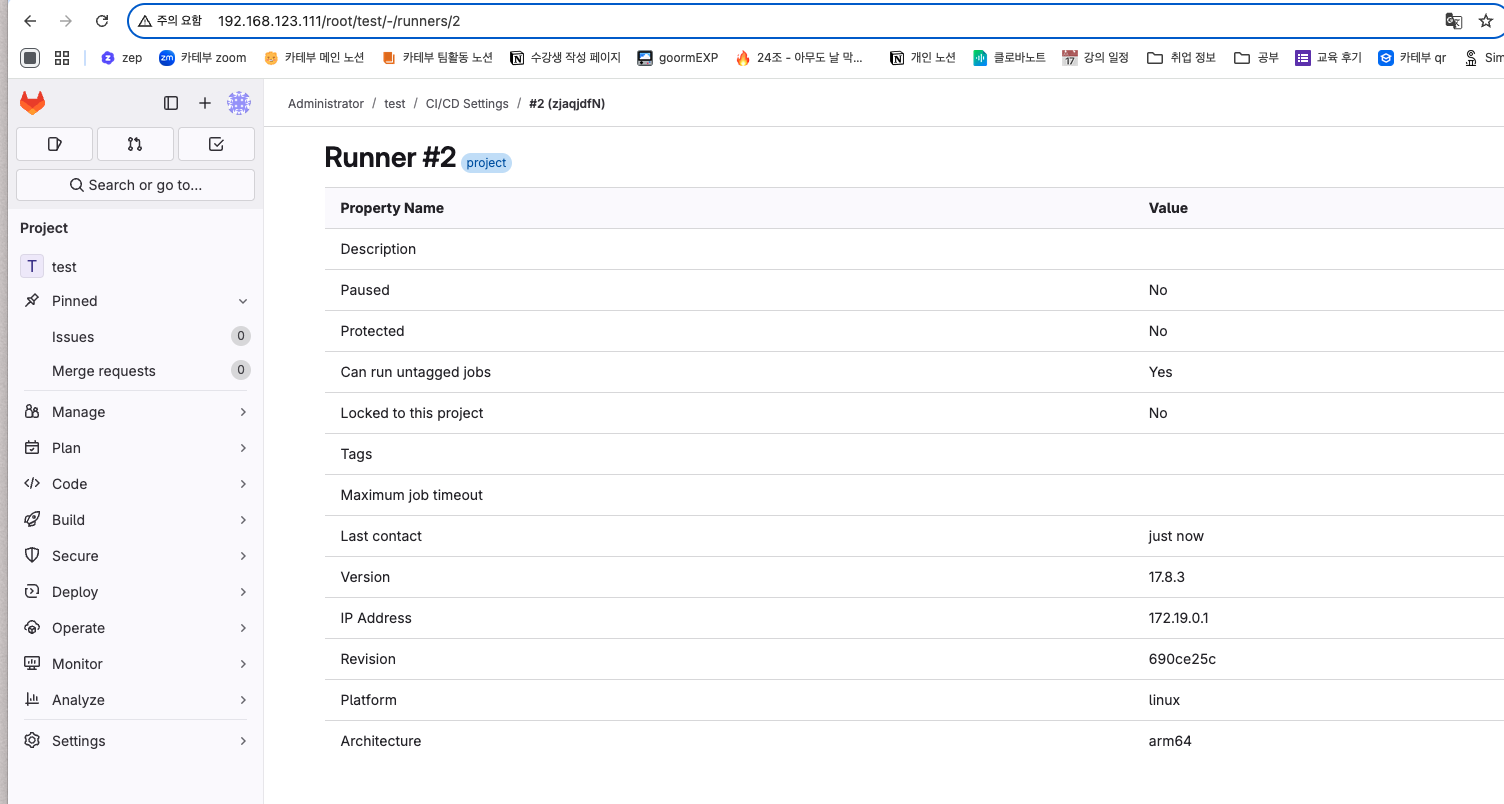 주의 요함 192.168.123.111/root/test/-/runners/2
zep 카테부 zoom 카테부 메인 노션 카테부 팀활동 노션 수강생 작성 페이지 goormEXP 24조 - 아무도 날 막... 개인 노션 클로바노트 강의 일정 취업 정보 공부 교육 후기 카테부 qr Sim
Administrator / test / CI/CD Settings / #2 (zjaqjdfN)
Search or go to...
Project
T test
Pinned
Issues 0
Merge requests 0
Manage
Plan
Code
Build
Secure
Deploy
Operate
Monitor
Analyze
Settings
Runner #2 project
Property Name Value
Description
Paused No
Protected No
Can run untagged jobs Yes
Locked to this project No
Tags
Maximum job timeout
Last contact just now
Version 17.8.3
IP Address 172.19.0.1
Revision 690ce25c
Platform linux
Architecture arm64